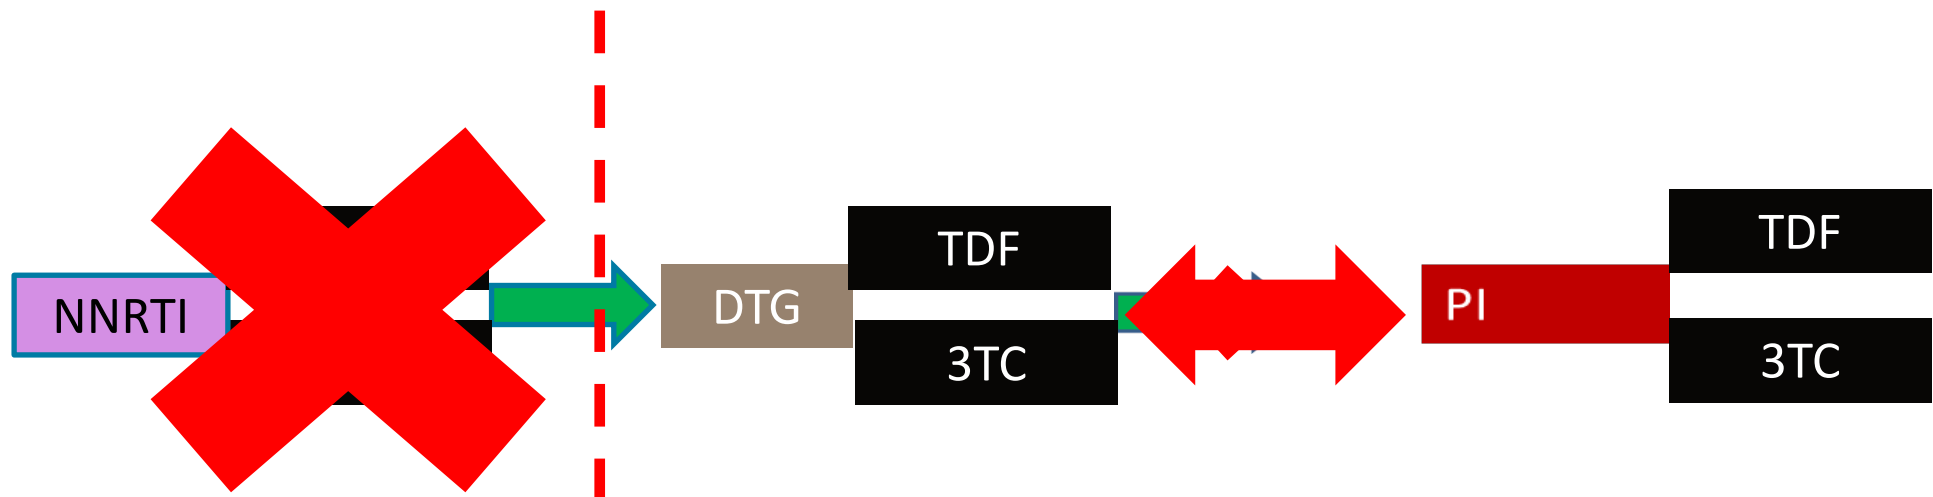 NNRTI
DTG
TDF
3TC
PI
TDF
3TC